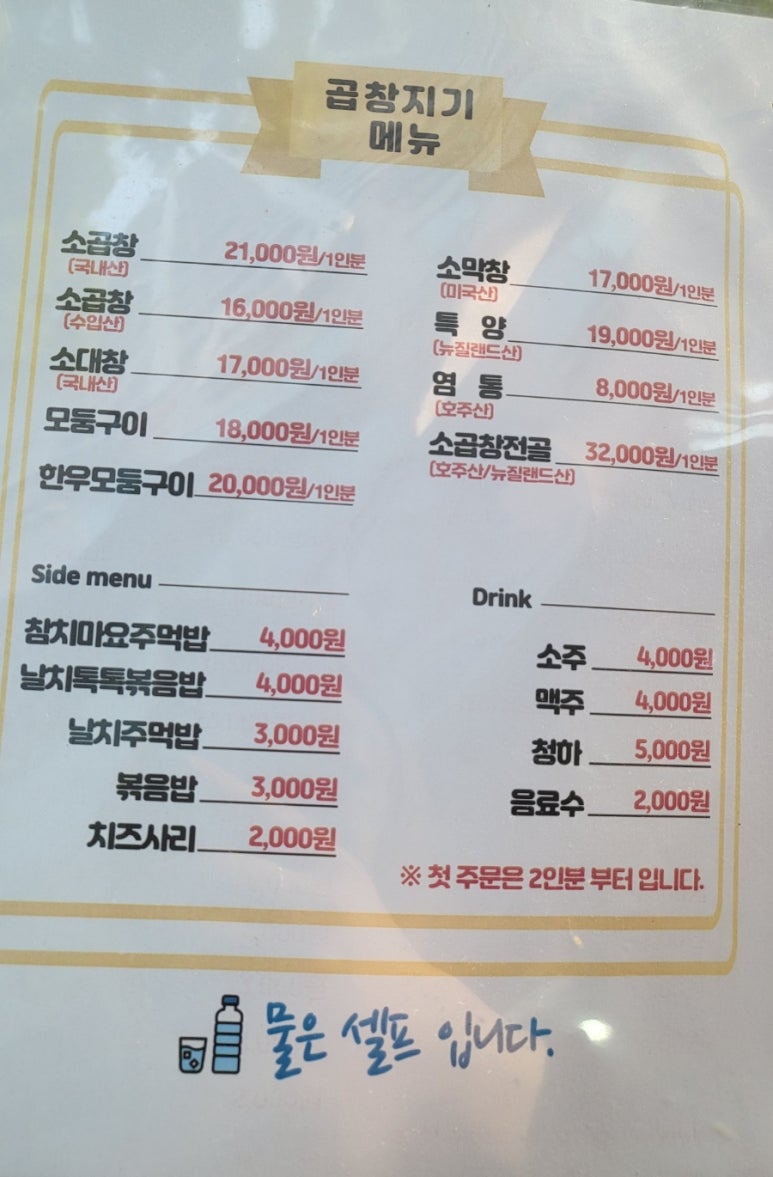 곱창지기
메뉴
소곱창 21,000원/1인분
(국내산)
소곱창 16,000원/1인분
(수입산)
소대창 17,000원/1인분
(국내산)
모둠구이 18,000원/1인분
한우모둠구이 20,000원/1인분
소막창 17,000원/1인분
(미국산)
특 양 19,000원/1인분
(뉴질랜드산)
염 통 8,000원/1인분
(호주산)
소곱창전골 32,000원/1인분
(호주산/뉴질랜드산)
Side menu
참치마요주먹밥 4,000원
날치톡톡볶음밥 4,000원
날치주먹밥 3,000원
볶음밥 3,000원
치즈사리 2,000원
Drink
소주 4,000원
맥주 4,000원
청하 5,000원
음료수 2,000원
※ 첫 주문은 2인분 부터 입니다.
물은 셀프 입니다.